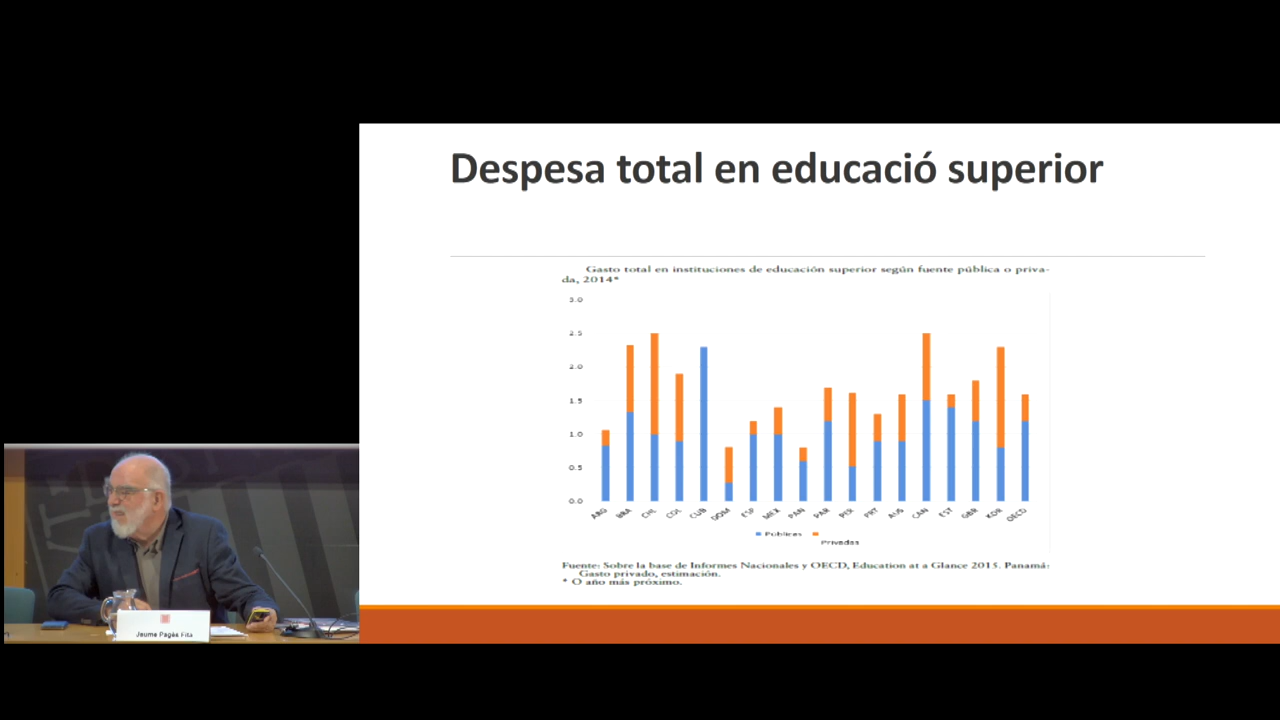 Despesa total en educació superior
Gasto total en instituciones de educación superior según fuente pública o priva-
da, 2014*
3.0
2.5
2.0
1.5
1.0
0.5
0.0
ARG BRA CHL COL CUB DOM ESP MEX PAN PAR PER PRT AUS CAN EST GBR KOR OECD
Públicas
Privadas
Fuente: Sobre la base de Informes Nacionales y OECD, Education at a Glance 2015. Panamá:
Gasto privado, estimación.
* O año más próximo.
Jaume Pagès Fita